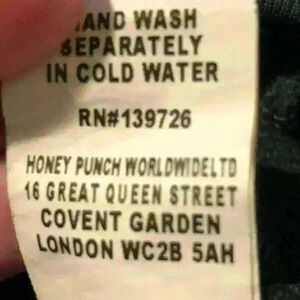 HAND WASH
SEPARATELY
IN COLD WATER
RN#139726
HONEY PUNCH WORLDWIDELTD
16 GREAT QUEEN STREET
COVENT GARDEN
LONDON WC2B 5AH